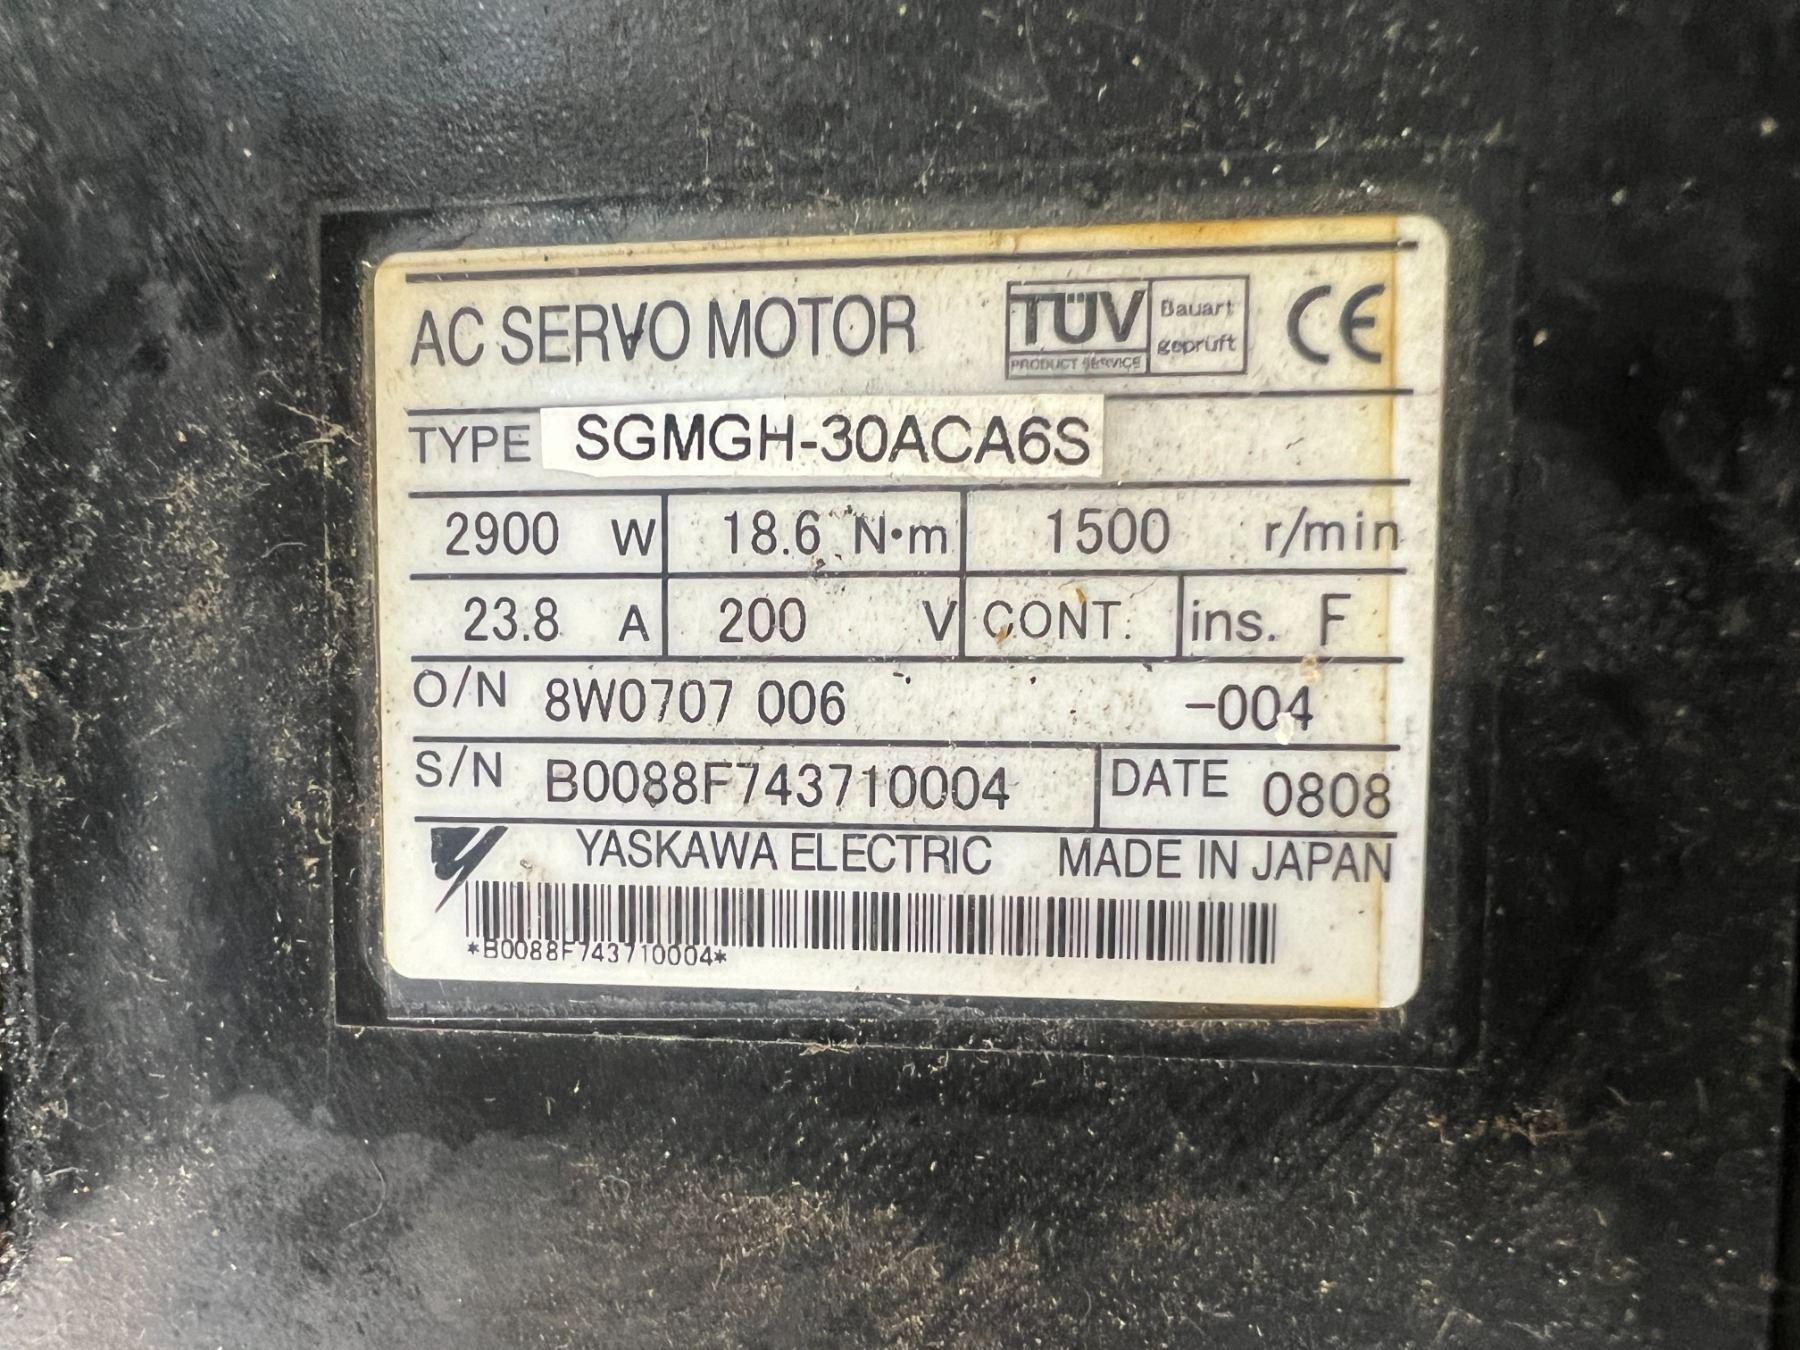 AC SERVO MOTOR
TÜV
PRODUCT SERVICE
Bauart
geprüft
CE
TYPE SGMGH-30ACA6S
2900 W 18.6 N•m 1500 r/min
23.8 A 200 V CONT. ins. F
O/N 8W0707 006 -004
S/N B0088F743710004 DATE 0808
YASKAWA ELECTRIC MADE IN JAPAN
*B0088F743710004*